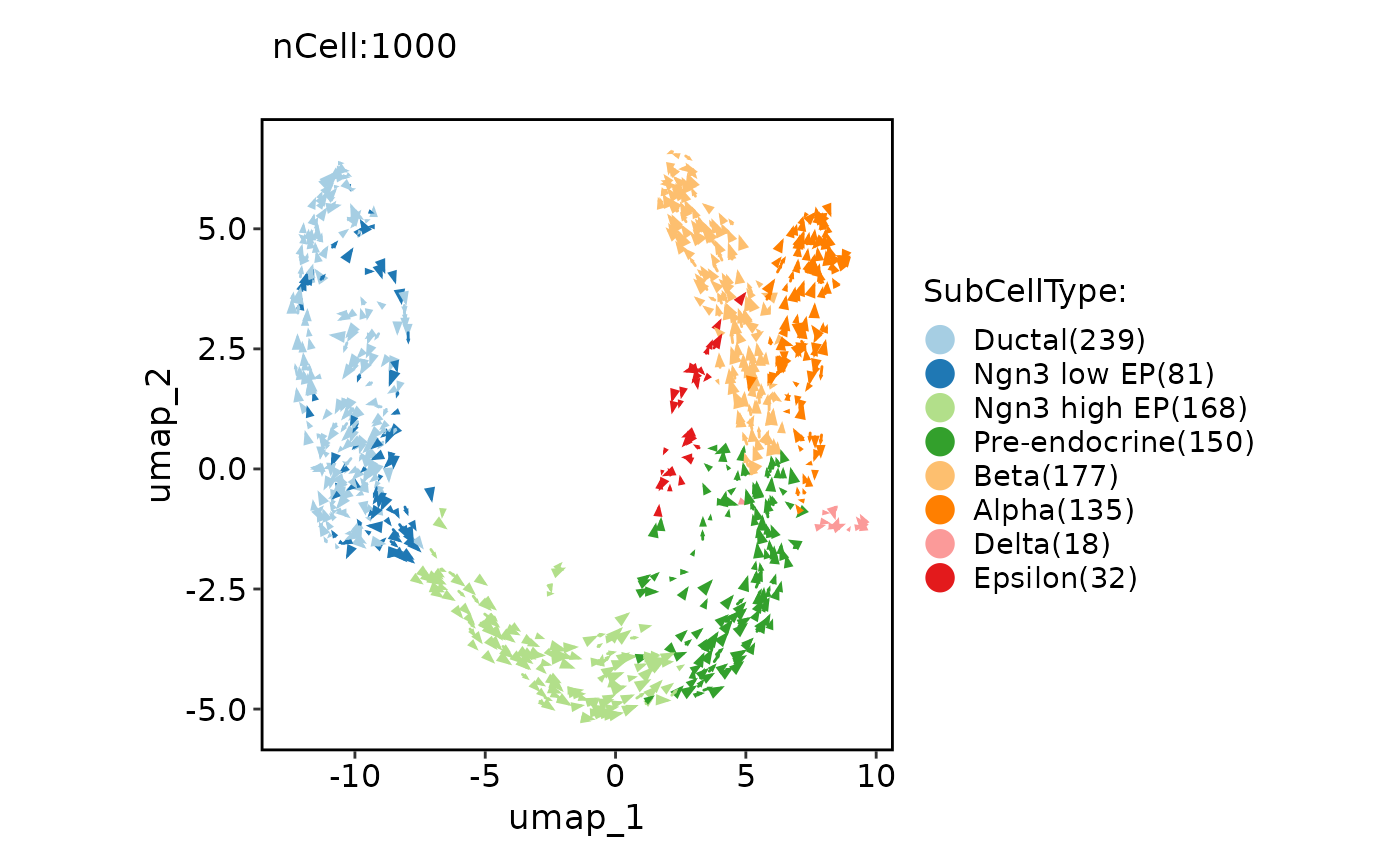 nCell:1000
5.0
2.5
0.0
-2.5
-5.0
umap_2
-10 -5 0 5 10
umap_1
SubCellType:
Ductal(239)
Ngn3 low EP(81)
Ngn3 high EP(168)
Pre-endocrine(150)
Beta(177)
Alpha(135)
Delta(18)
Epsilon(32)